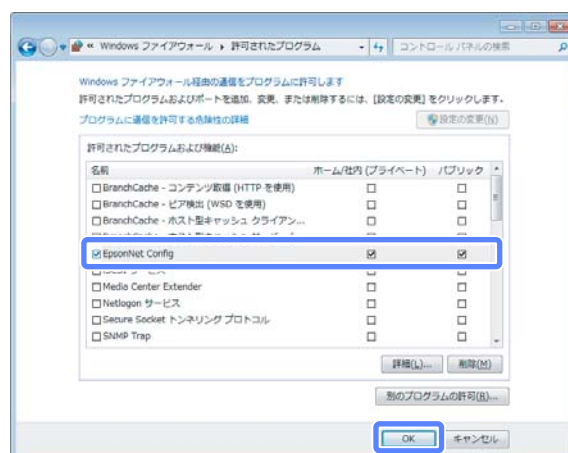 « Windows ファイアウォール ▸ 許可されたプログラム
コントロール パネルの検索
Windows ファイアウォール経由の通信をプログラムに許可します
許可されたプログラムおよびポートを追加、変更、または削除するには、[設定の変更] をクリックします。
プログラムに通信を許可する危険性の詳細
設定の変更(N)
許可されたプログラムおよび機能(A):
名前 ホーム/社内 (プライベート) パブリック
BranchCache - コンテンツ取得 (HTTP を使用)
BranchCache - ピア検出 (WSD を使用)
BranchCache - ホスト型キャッシュ クライアン...
EpsonNet Config
Media Center Extender
Netlogon サービス
Secure Socket トンネリング プロトコル
SNMP Trap
詳細(L)... 削除(M)
別のプログラムの許可(R)...
OK キャンセル